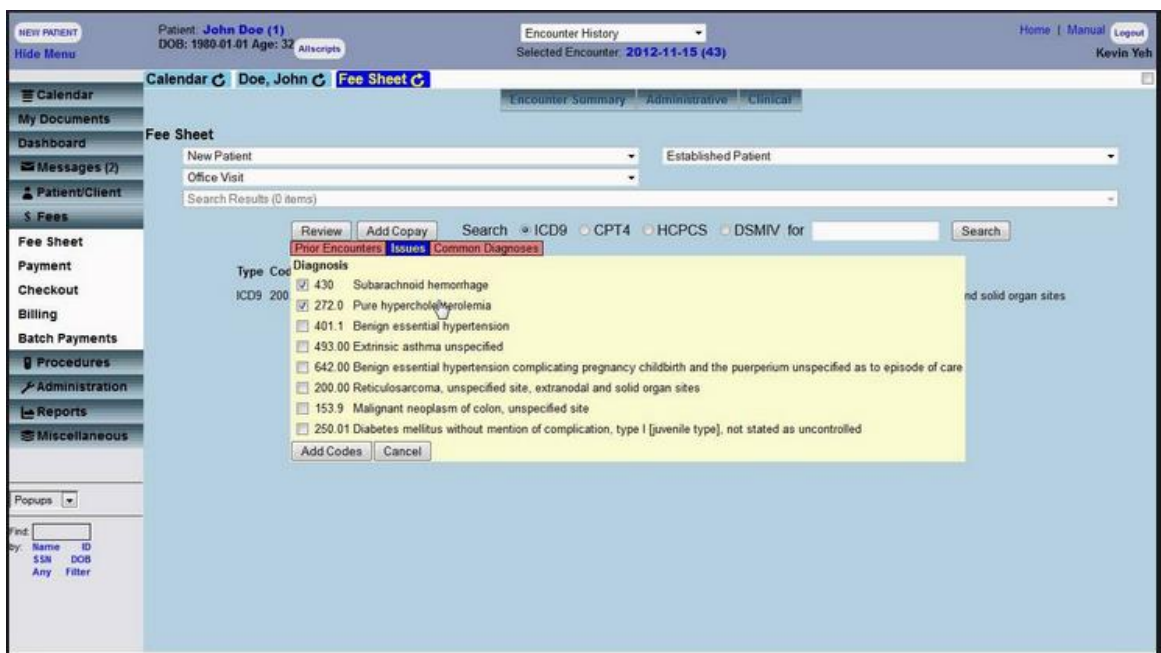 NEW PATIENT
Hide Menu
Patient: John Doe (1)
DOB: 1980-01-01 Age: 32 Allscripts
Encounter History
Selected Encounter: 2012-11-15 (43)
Home | Manual Logout
Kevin Yeh
Calendar Doe, John Fee Sheet
Encounter Summary Administrative Clinical
Calendar
My Documents
Dashboard
Messages (2)
Patient/Client
$ Fees
Fee Sheet
Payment
Checkout
Billing
Batch Payments
Procedures
Administration
Reports
Miscellaneous
Popups
Find:
by: Name ID
SSN DOB
Any Filter
Fee Sheet
New Patient Established Patient
Office Visit
Search Results (0 items)
Review Add Copay Search ICD9 CPT4 HCPCS DSMIV for Search
Prior Encounters Issues Common Diagnoses
Type Cod
ICD9 200 nd solid organ sites
Diagnosis
430 Subarachnoid hemorrhage
272.0 Pure hypercholesterolemia
401.1 Benign essential hypertension
493.00 Extrinsic asthma unspecified
642.00 Benign essential hypertension complicating pregnancy childbirth and the puerperium unspecified as to episode of care
200.00 Reticulosarcoma, unspecified site, extranodal and solid organ sites
153.9 Malignant neoplasm of colon, unspecified site
250.01 Diabetes mellitus without mention of complication, type I [juvenile type], not stated as uncontrolled
Add Codes Cancel